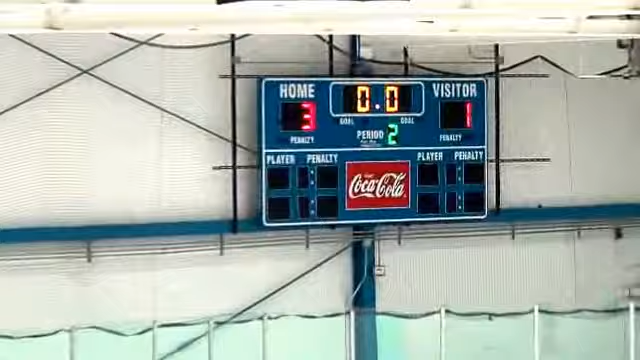 HOME 0.0 VISITOR
3 GOAL GOAL 1
PENALTY PERIOD 2 PENALTY
PLAYER PENALTY PLAYER PENALTY
Coca-Cola